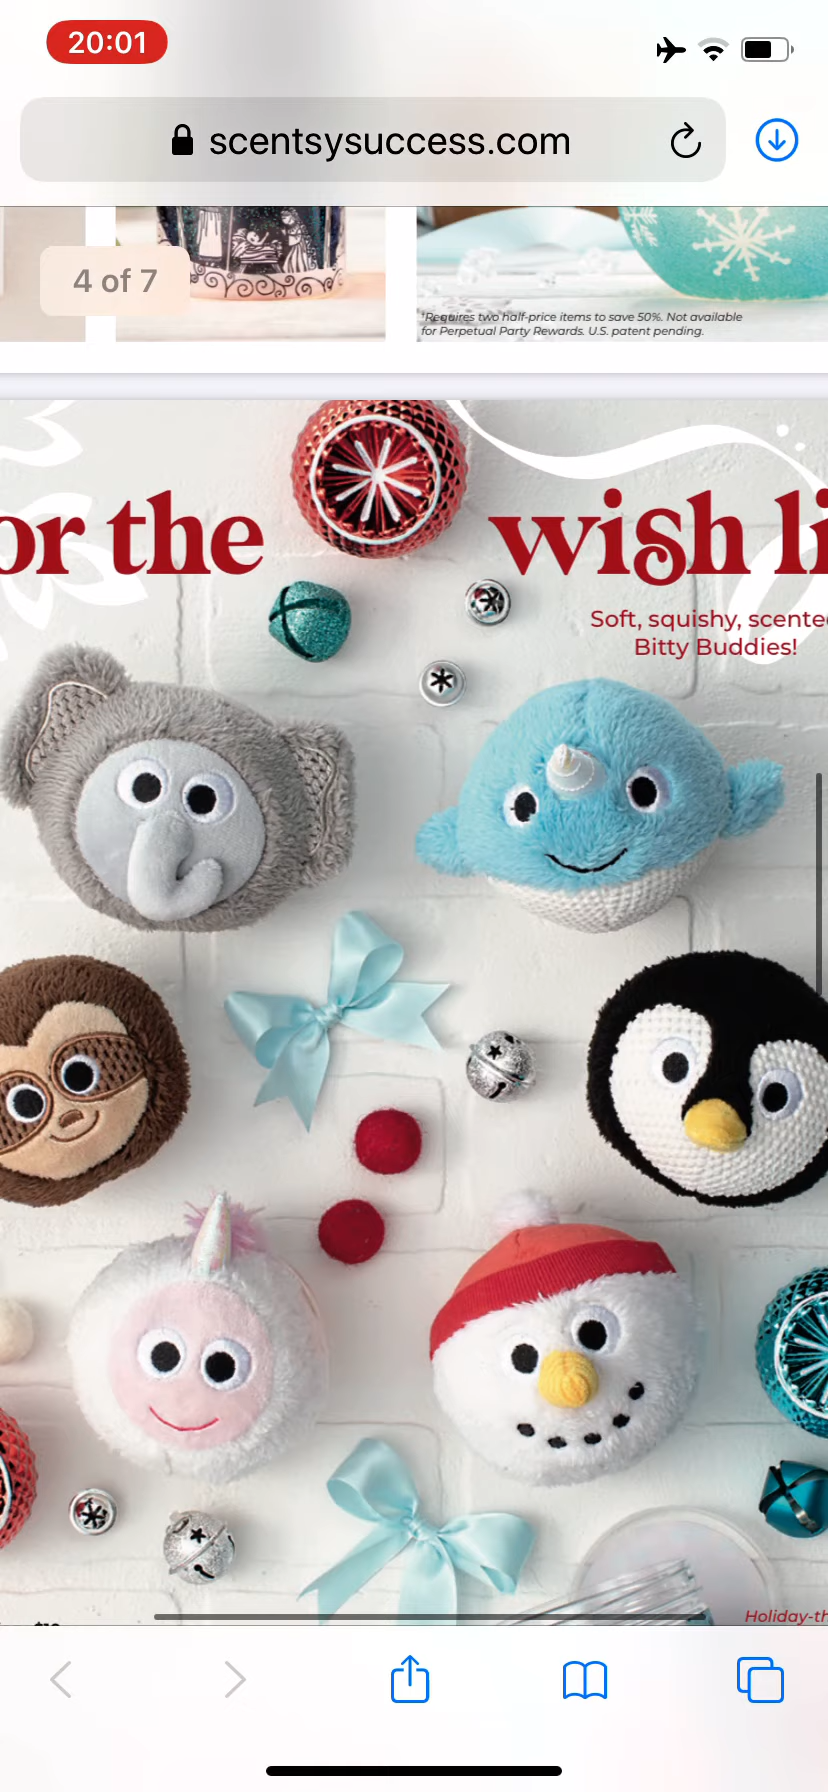 20:01
scentsysuccess.com
4 of 7
†Requires two half-price items to save 50%. Not available
for Perpetual Party Rewards. U.S. patent pending.
or the wish li
Soft, squishy, scente
Bitty Buddies!
Holiday-th